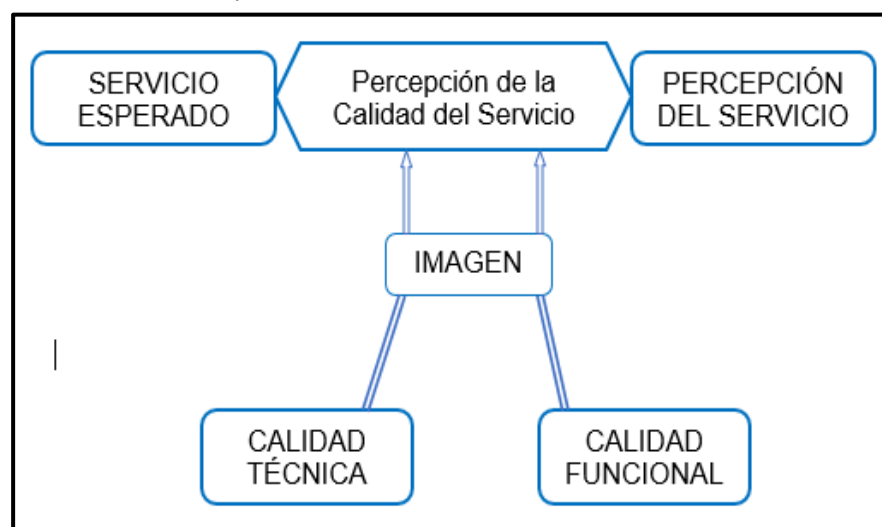 SERVICIO
ESPERADO
Percepción de la
Calidad del Servicio
PERCEPCIÓN
DEL SERVICIO
IMAGEN
CALIDAD
TÉCNICA
CALIDAD
FUNCIONAL